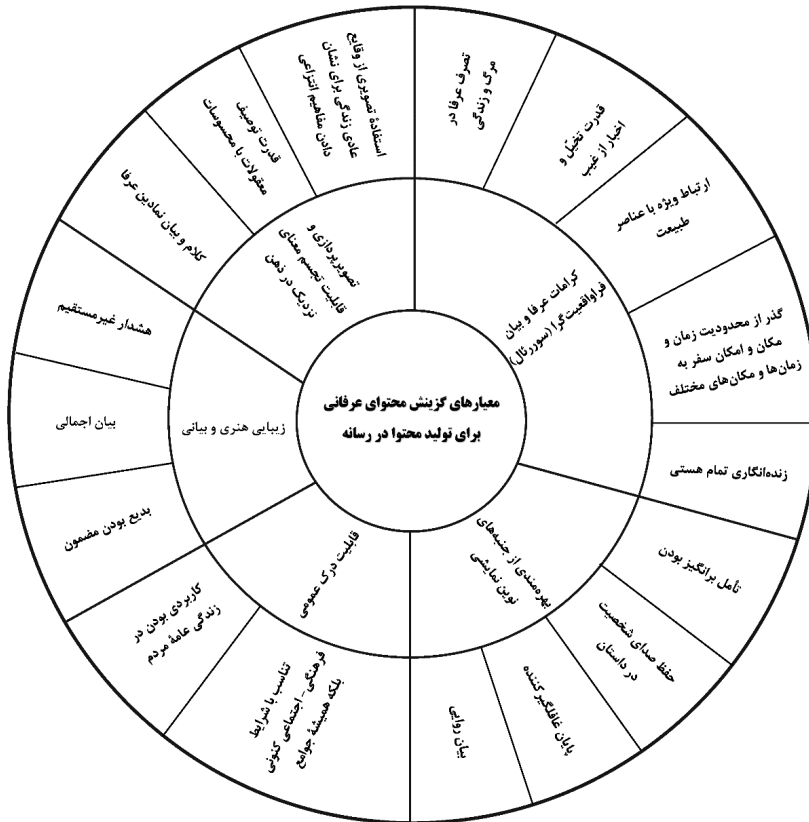 معیارهای گزینش محتوای عرفانی
برای تولید محتوا در رسانه
کرامات عرفا و بیان
فراواقعیت‌گرا (سوررئال)
تصرف عرفا در
مرگ و زندگی
قدرت تخیّل و
اخبار از غیب
ارتباط ویژه با عناصر
طبیعت
گذر از محدودیت زمان و
مکان و امکان سفر به
زمان‌ها و مکان‌های مختلف
زنده‌انگاری تمام هستی
بهره‌مندی از جنبه‌های
نوین نمایشی
تأمل برانگیز بودن
حفظ صدای شخصیت
در داستان
پایان غافلگیر کننده
بیان روایی
قابلیت درک عمومی
تناسب با شرایط
فرهنگی- اجتماعی کنونی
بلکه همیشهٔ جوامع
کاربردی بودن در
زندگی عامهٔ مردم
زیبایی هنری و بیانی
بدیع بودن مضمون
بیان اجمالی
هشدار غیرمستقیم
تصویرپردازی و
قابلیت تجسم معنای
نزدیک در ذهن
کلام و بیان نمادین عرفا
قدرت توصیف
معقولات با محسوسات
استفادهٔ تصویری از وقایع
عادی زندگی برای نشان
دادن مفاهیم انتزاعی